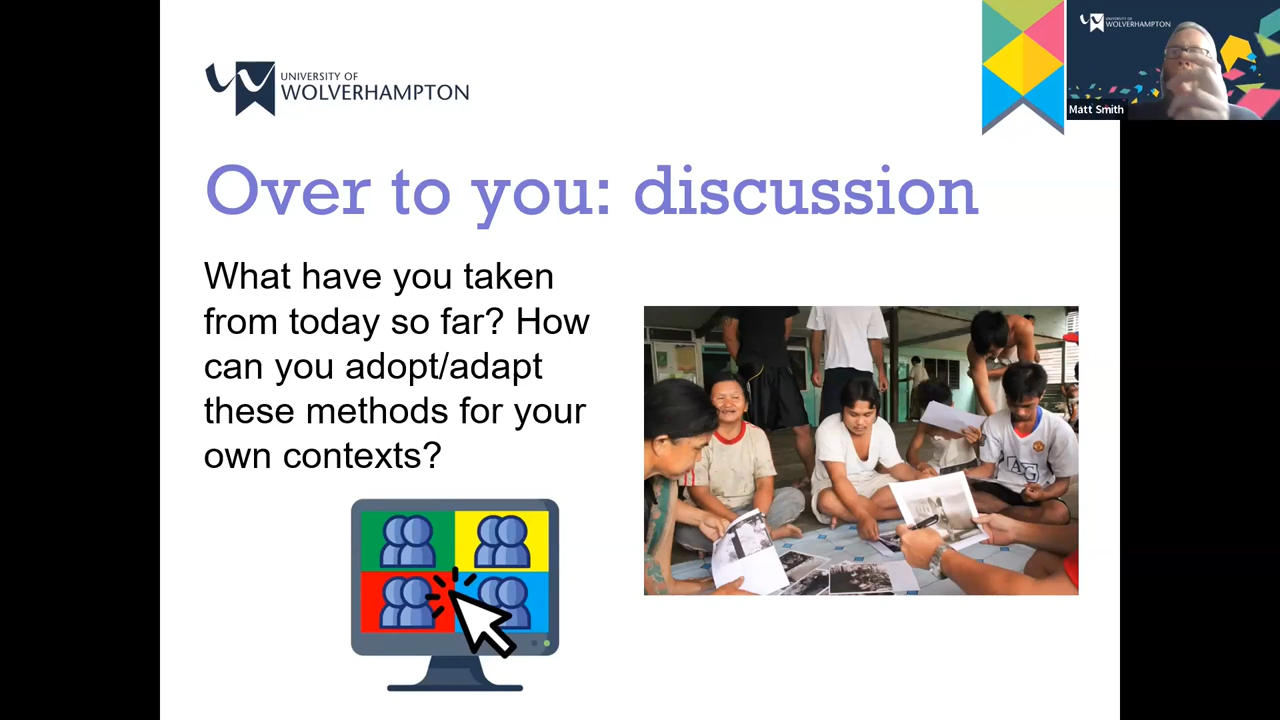 UNIVERSITY OF
WOLVERHAMPTON
UNIVERSITY OF
WOLVERHAMPTON
Matt Smith
Over to you: discussion
What have you taken
from today so far? How
can you adopt/adapt
these methods for your
own contexts?